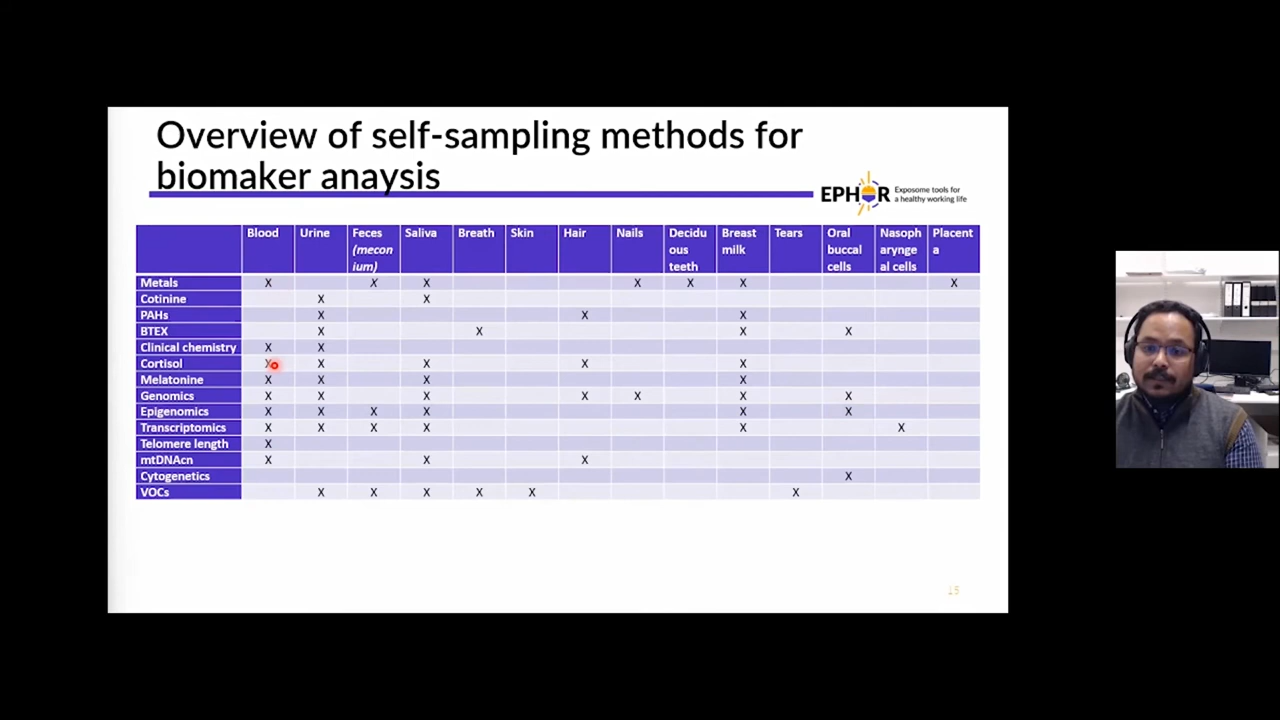 Overview of self-sampling methods for
biomaker anaysis
EPHOR Exposome tools for
a healthy working life
Blood Urine Feces (meconium) Saliva Breath Skin Hair Nails Deciduous teeth Breast milk Tears Oral buccal cells Nasopharyngeal cells Placenta
Metals X X X X X X X
Cotinine X X
PAHs X X X
BTEX X X X X
Clinical chemistry X X
Cortisol X X X X X
Melatonine X X X X
Genomics X X X X X X X
Epigenomics X X X X X X
Transcriptomics X X X X X X
Telomere length X
mtDNAcn X X X
Cytogenetics X
VOCs X X X X X X
15